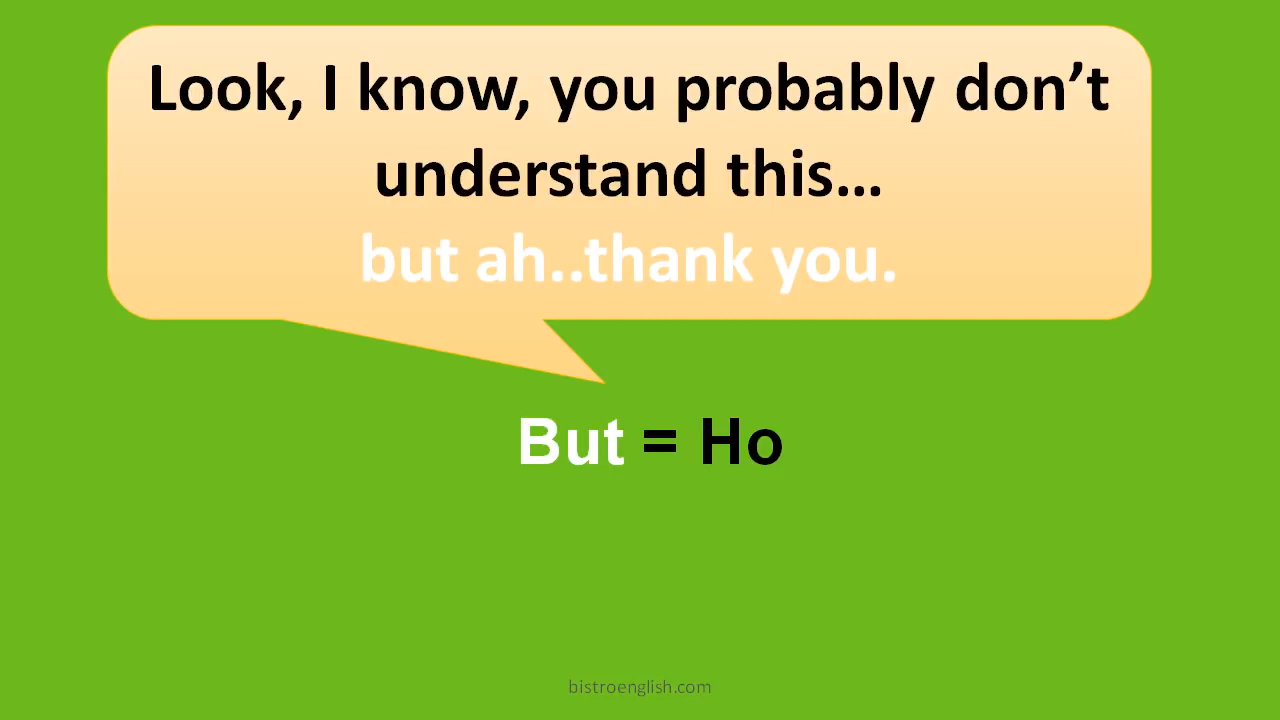 Look, I know, you probably don’t
understand this…
but ah..thank you.
But = Ho
bistroenglish.com